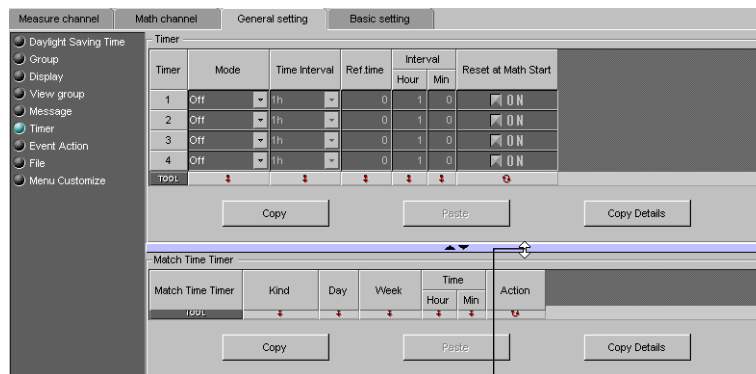 Measure channel Math channel General setting Basic setting
Daylight Saving Time
Group
Display
View group
Message
Timer
Event Action
File
Menu Customize
Timer
Timer Mode Time Interval Ref.time Interval Reset at Math Start
Hour Min
1 Off 1h 0 1 0 ON
2 Off 1h 0 1 0 ON
3 Off 1h 0 1 0 ON
4 Off 1h 0 1 0 ON
TOOL
Copy Paste Copy Details
Match Time Timer
Match Time Timer Kind Day Week Time Action
Hour Min
TOOL
Copy Paste Copy Details